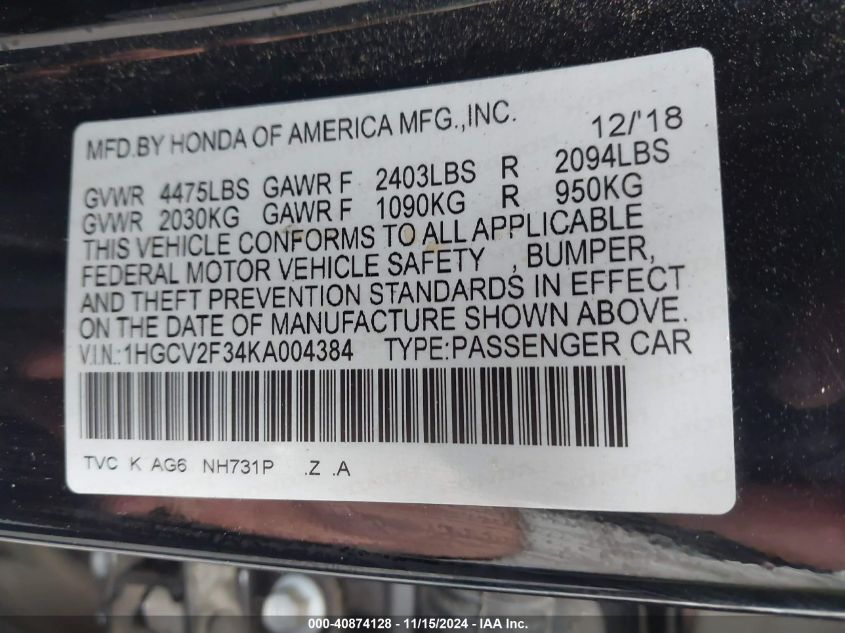 MFD.BY HONDA OF AMERICA MFG.,INC. 12/'18
GVWR 4475LBS GAWR F 2403LBS R 2094LBS
GVWR 2030KG GAWR F 1090KG R 950KG
THIS VEHICLE CONFORMS TO ALL APPLICABLE
FEDERAL MOTOR VEHICLE SAFETY , BUMPER,
AND THEFT PREVENTION STANDARDS IN EFFECT
ON THE DATE OF MANUFACTURE SHOWN ABOVE.
V.I.N.:1HGCV2F34KA004384 TYPE:PASSENGER CAR
TVC K AG6 NH731P .Z .A
000-40874128 - 11/15/2024 - IAA Inc.